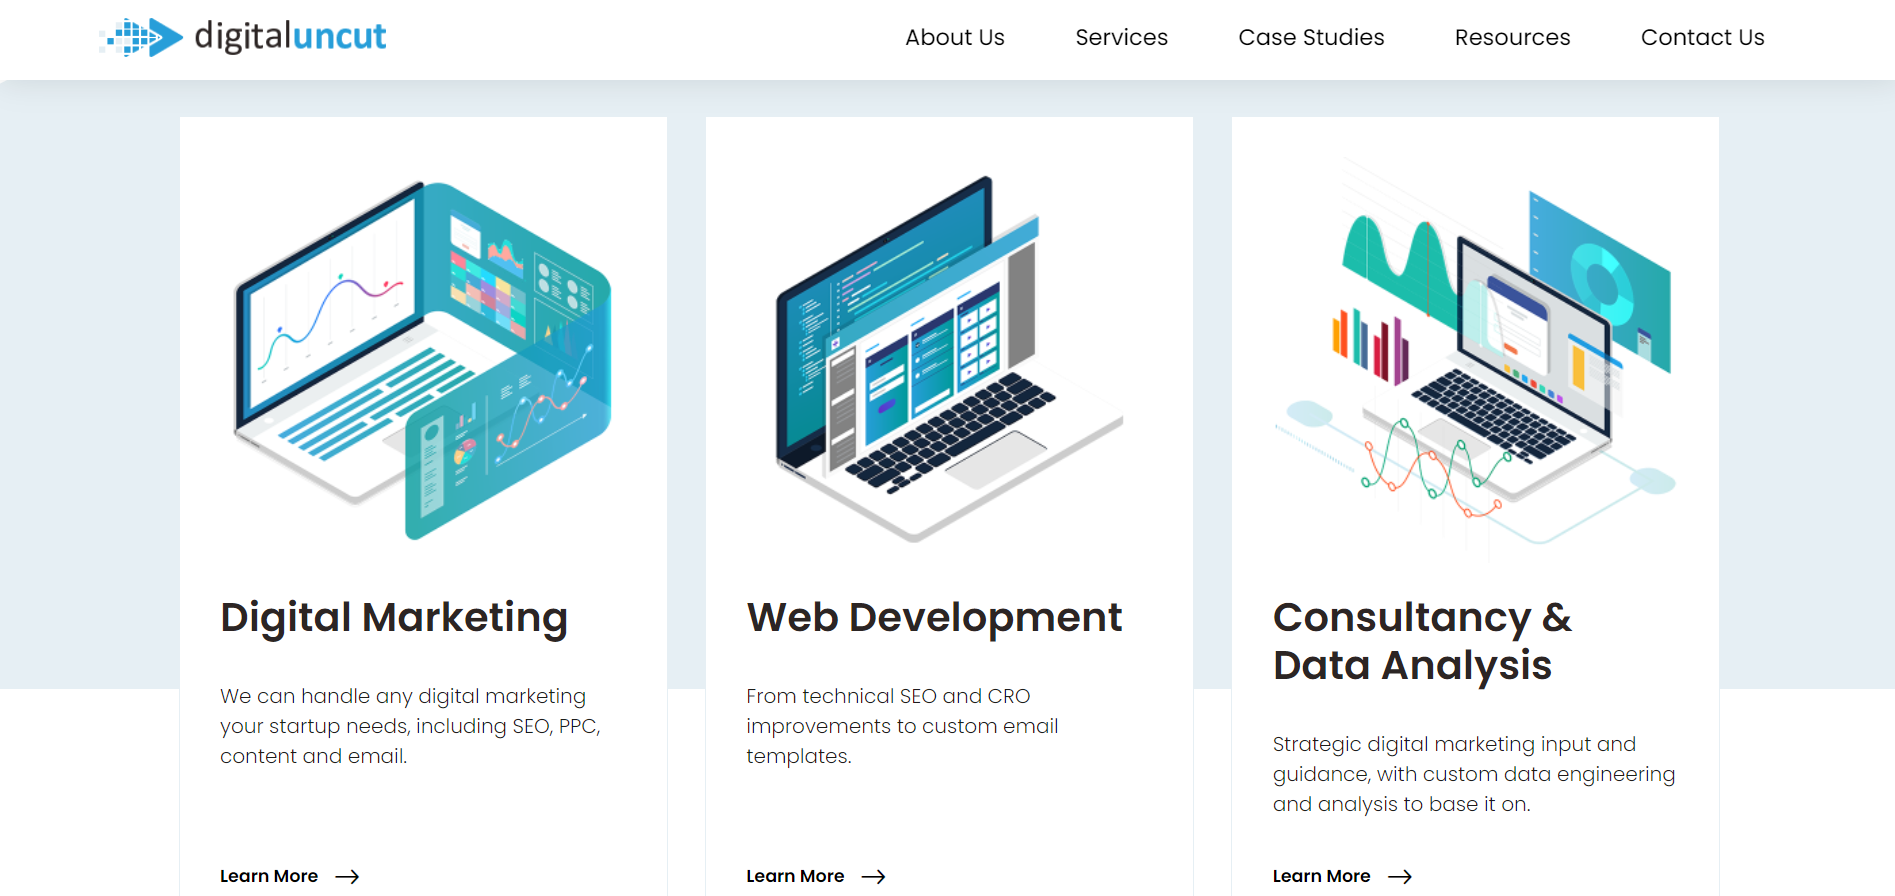 digitaluncut
About Us
Services
Case Studies
Resources
Contact Us
Digital Marketing
We can handle any digital marketing
your startup needs, including SEO, PPC,
content and email.
Learn More
Web Development
From technical SEO and CRO
improvements to custom email
templates.
Learn More
Consultancy &
Data Analysis
Strategic digital marketing input and
guidance, with custom data engineering
and analysis to base it on.
Learn More